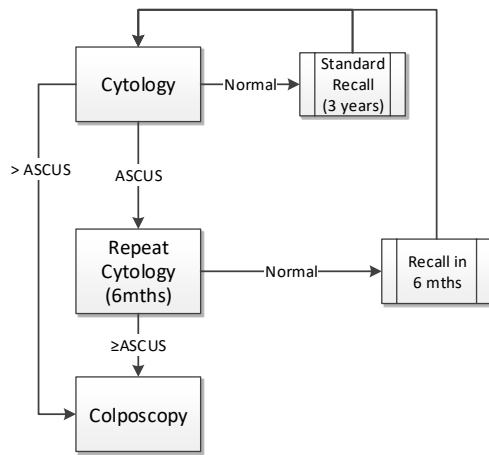 Cytology
Normal
Standard
Recall
(3 years)
> ASCUS
ASCUS
Repeat
Cytology
(6mths)
Normal
Recall in
6 mths
≥ASCUS
Colposcopy